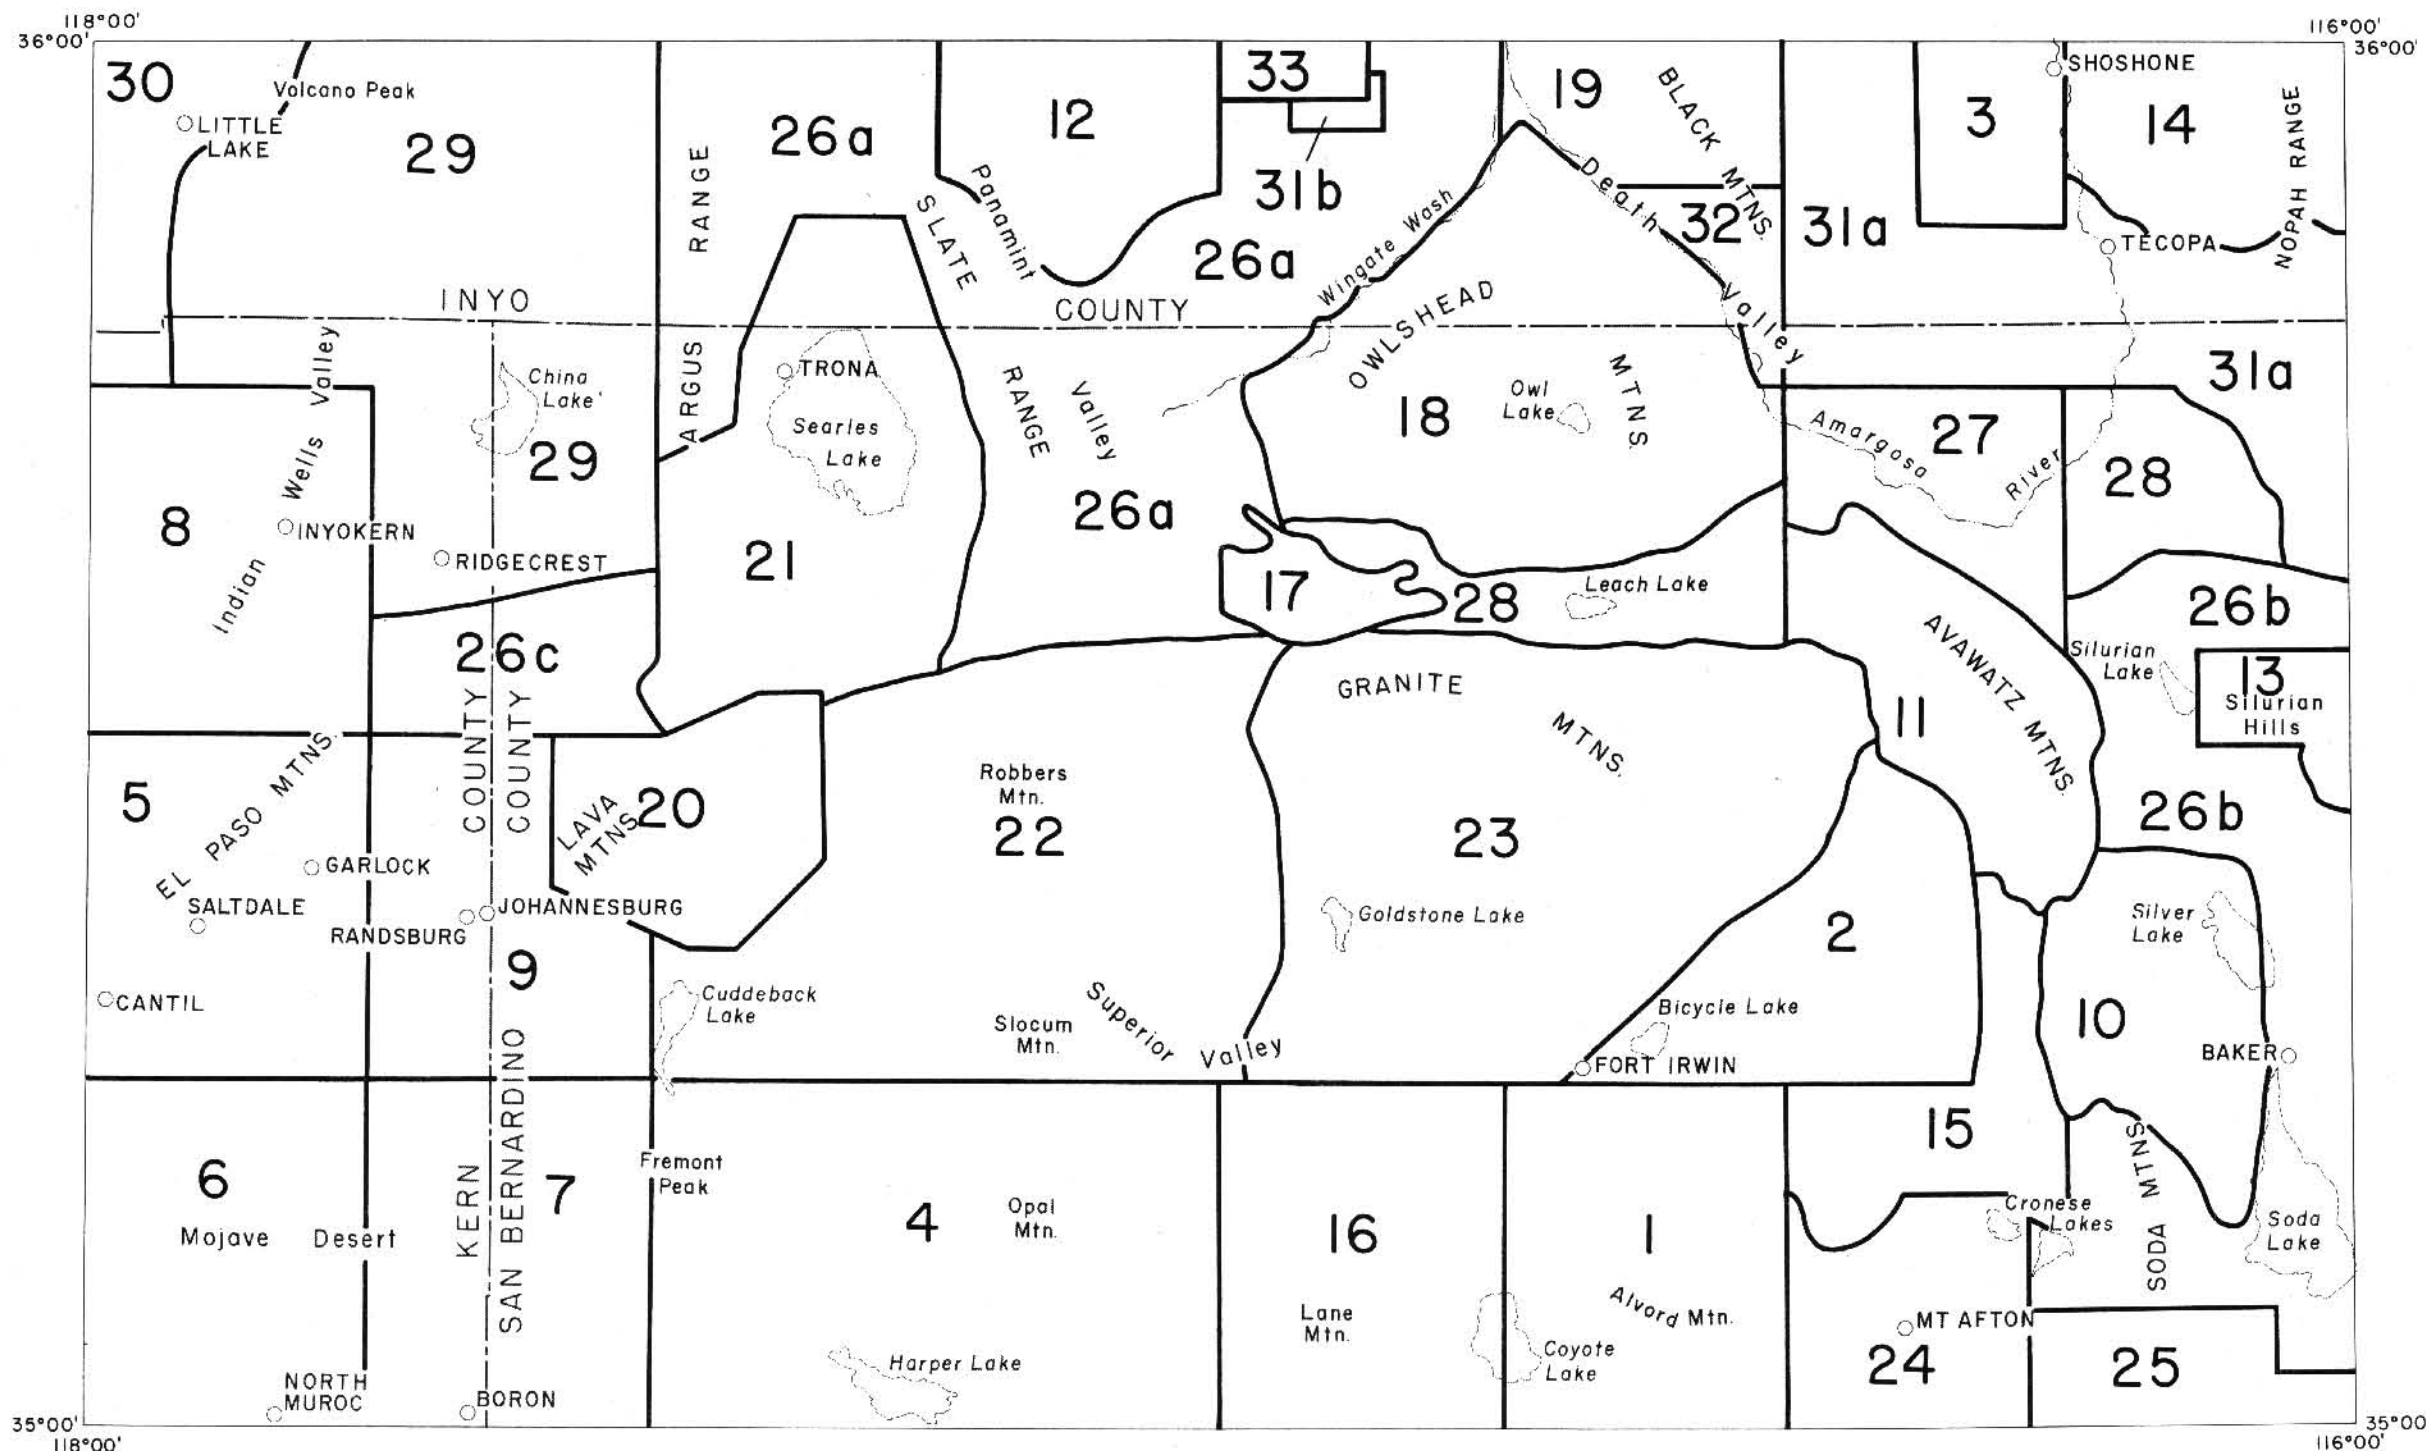 118°00'
116°00'
36°00'
36°00'
30
Volcano Peak
LITTLE
LAKE
29
RANGE
26a
SLATE
12
Panamint
33
31b
26a
Wingate Wash
19
BLACK MTNS.
Death Valley
32
31a
3
SHOSHONE
14
NOPAH RANGE
TECOPA
INYO
COUNTY
8
Indian Wells Valley
INYOKERN
RIDGECREST
China
Lake
29
ARGUS
TRONA
Searles
Lake
21
RANGE
Valley
26a
OWLSHEAD
MTNS.
18
Owl
Lake
17
28
Leach Lake
Amargosa
River
27
28
31a
26b
26c
5
EL PASO MTNS.
GARLOCK
SALTDALE
RANDSBURG
JOHANNESBURG
CANTIL
COUNTY
COUNTY
9
LAVA
MTNS.
20
Cuddeback
Lake
Robbers
Mtn.
22
Slocum
Mtn.
Superior
Valley
GRANITE
MTNS.
23
Goldstone Lake
2
Bicycle Lake
FORT IRWIN
11
AVAWATZ MTNS.
Silurian
Lake
13
Silurian
Hills
26b
Silver
Lake
10
BAKER
6
Mojave Desert
KERN
SAN BERNARDINO
7
Fremont
Peak
4
Opal
Mtn.
Harper Lake
16
Lane
Mtn.
1
Alvord Mtn.
Coyote
Lake
15
Cronese
Lakes
SODA MTNS
Soda
Lake
MT AFTON
24
25
NORTH
MUROC
BORON
35°00'
35°00'
118°00'
116°00'